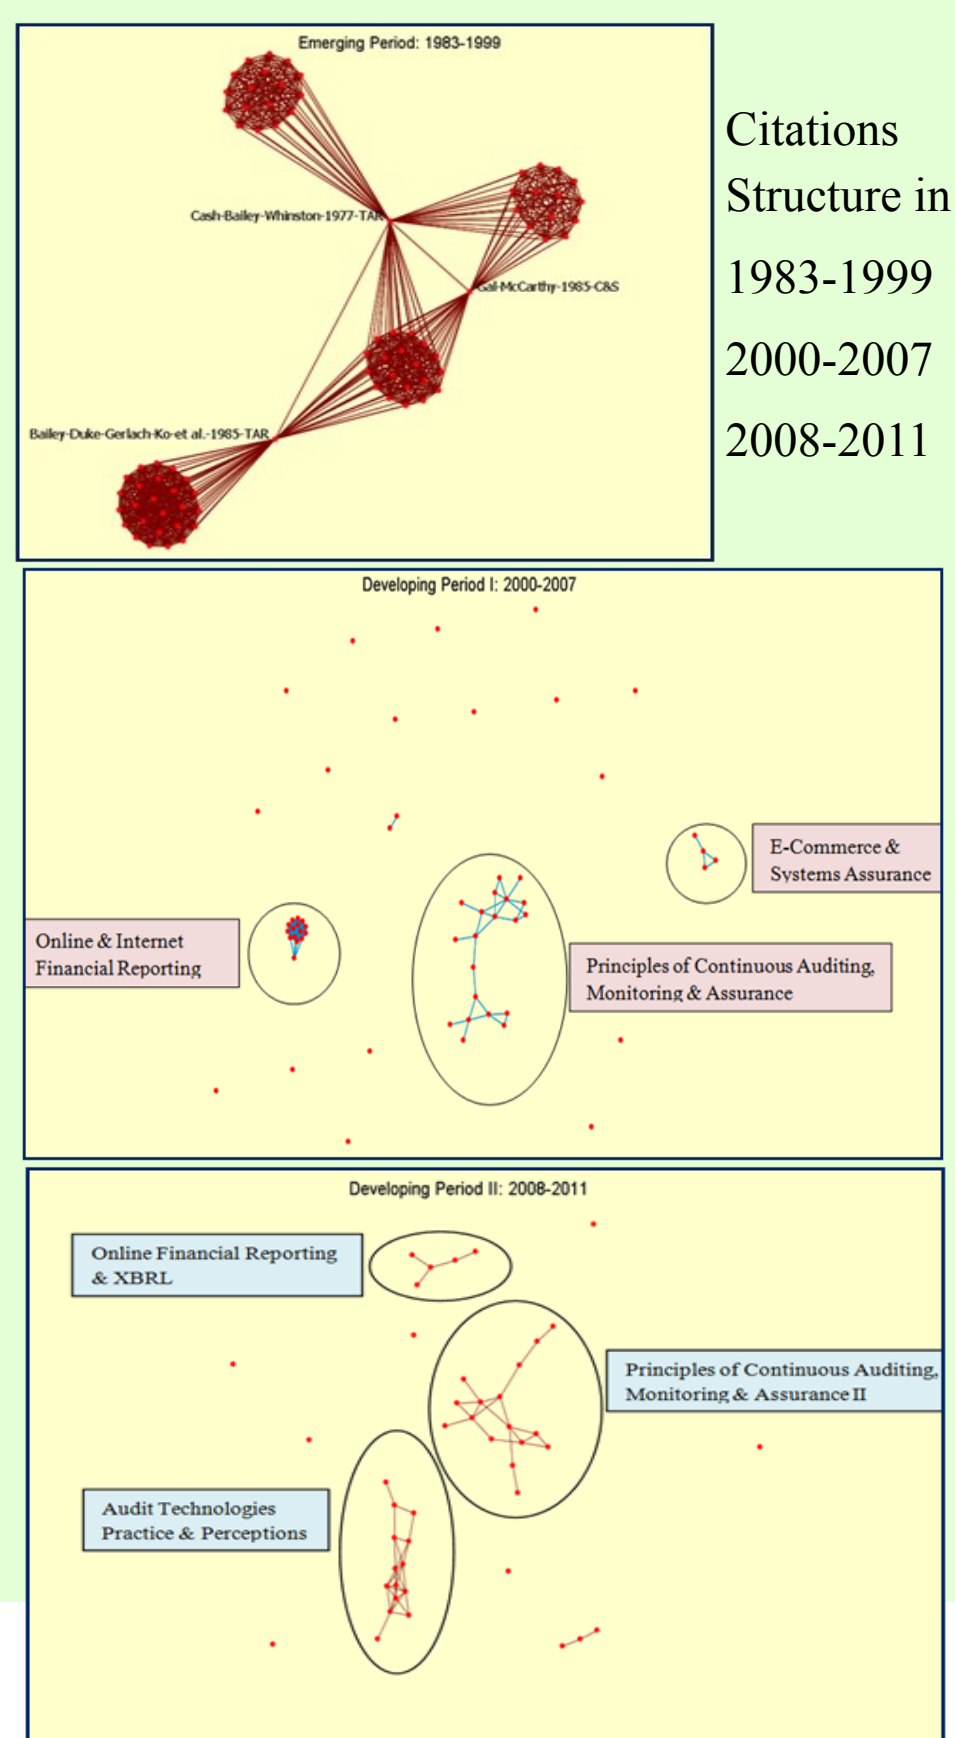 Emerging Period: 1983-1999
Cash-Bailey-Whinston-1977-TAR
Gal-McCarthy-1985-C&S
Bailey-Duke-Gerlach-Ko-et al.-1985-TAR
Citations
Structure in
1983-1999
2000-2007
2008-2011
Developing Period I: 2000-2007
E-Commerce &
Systems Assurance
Online & Internet
Financial Reporting
Principles of Continuous Auditing,
Monitoring & Assurance
Developing Period II: 2008-2011
Online Financial Reporting
& XBRL
Principles of Continuous Auditing,
Monitoring & Assurance II
Audit Technologies
Practice & Perceptions